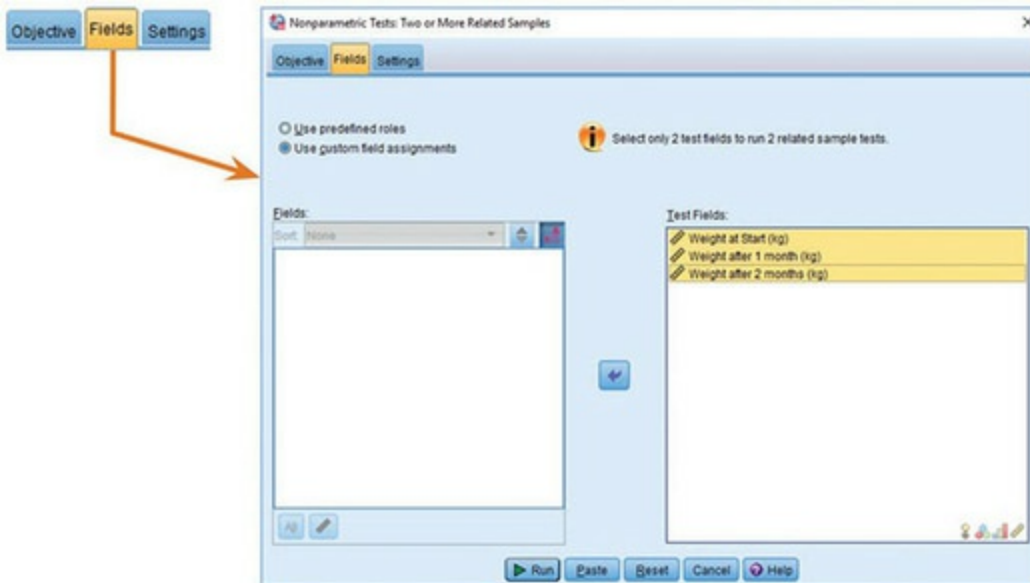 Objective Fields Settings
Nonparametric Tests: Two or More Related Samples
Objective Fields Settings
Use predefined roles
Use custom field assignments
Select only 2 test fields to run 2 related sample tests.
Fields:
Sort: None
Test Fields:
Weight at Start (kg)
Weight after 1 month (kg)
Weight after 2 months (kg)
Run Paste Reset Cancel Help